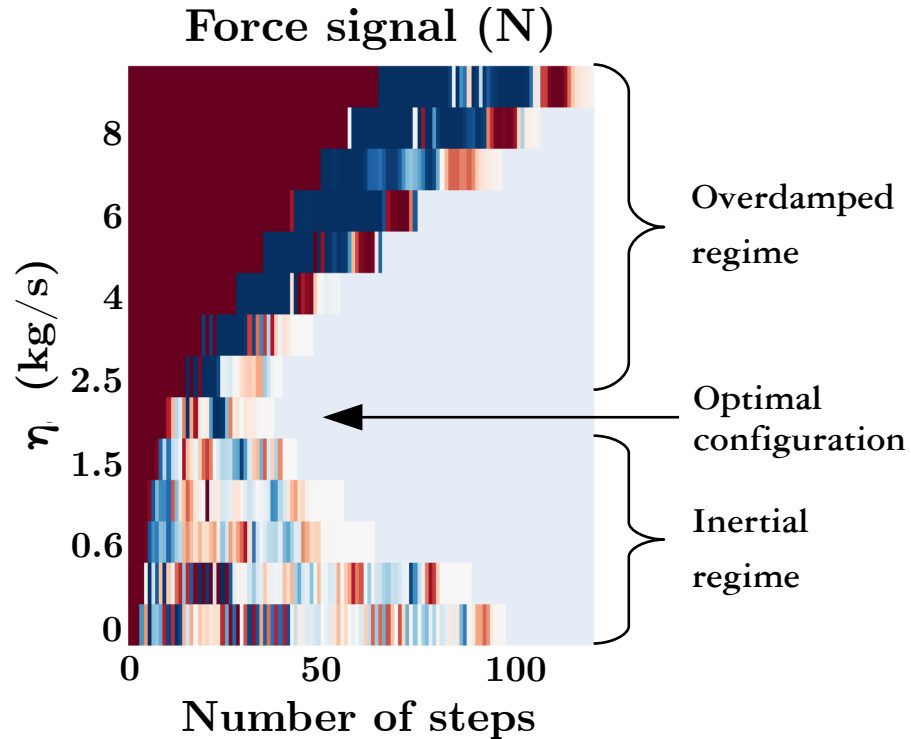 Force signal (N)
8
6
4
2.5
1.5
0.6
0
η (kg/s)
0 50 100
Number of steps
Overdamped
regime
Optimal
configuration
Inertial
regime